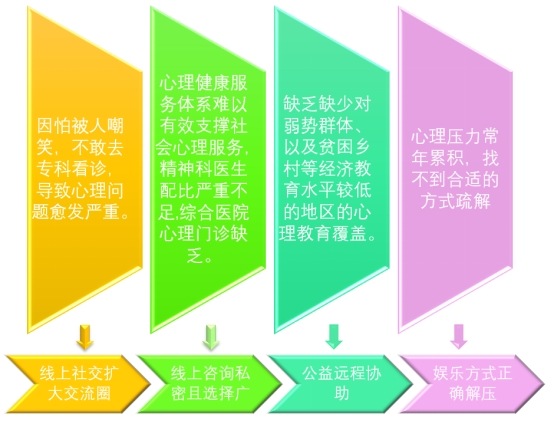 因怕被人嘲
笑，不敢去
专科看诊，
导致心理问
题愈发严重。
心理健康服
务体系难以
有效支撑社
会心理服务，
精神科医生
配比严重不
足,综合医院
心理门诊缺
乏。
缺乏缺少对
弱势群体、
以及贫困乡
村等经济教
育水平较低
的地区的心
理教育覆盖。
心理压力常
年累积，找
不到合适的
方式疏解
线上社交扩
大交流圈
线上咨询私
密且选择广
公益远程协
助
娱乐方式正
确解压